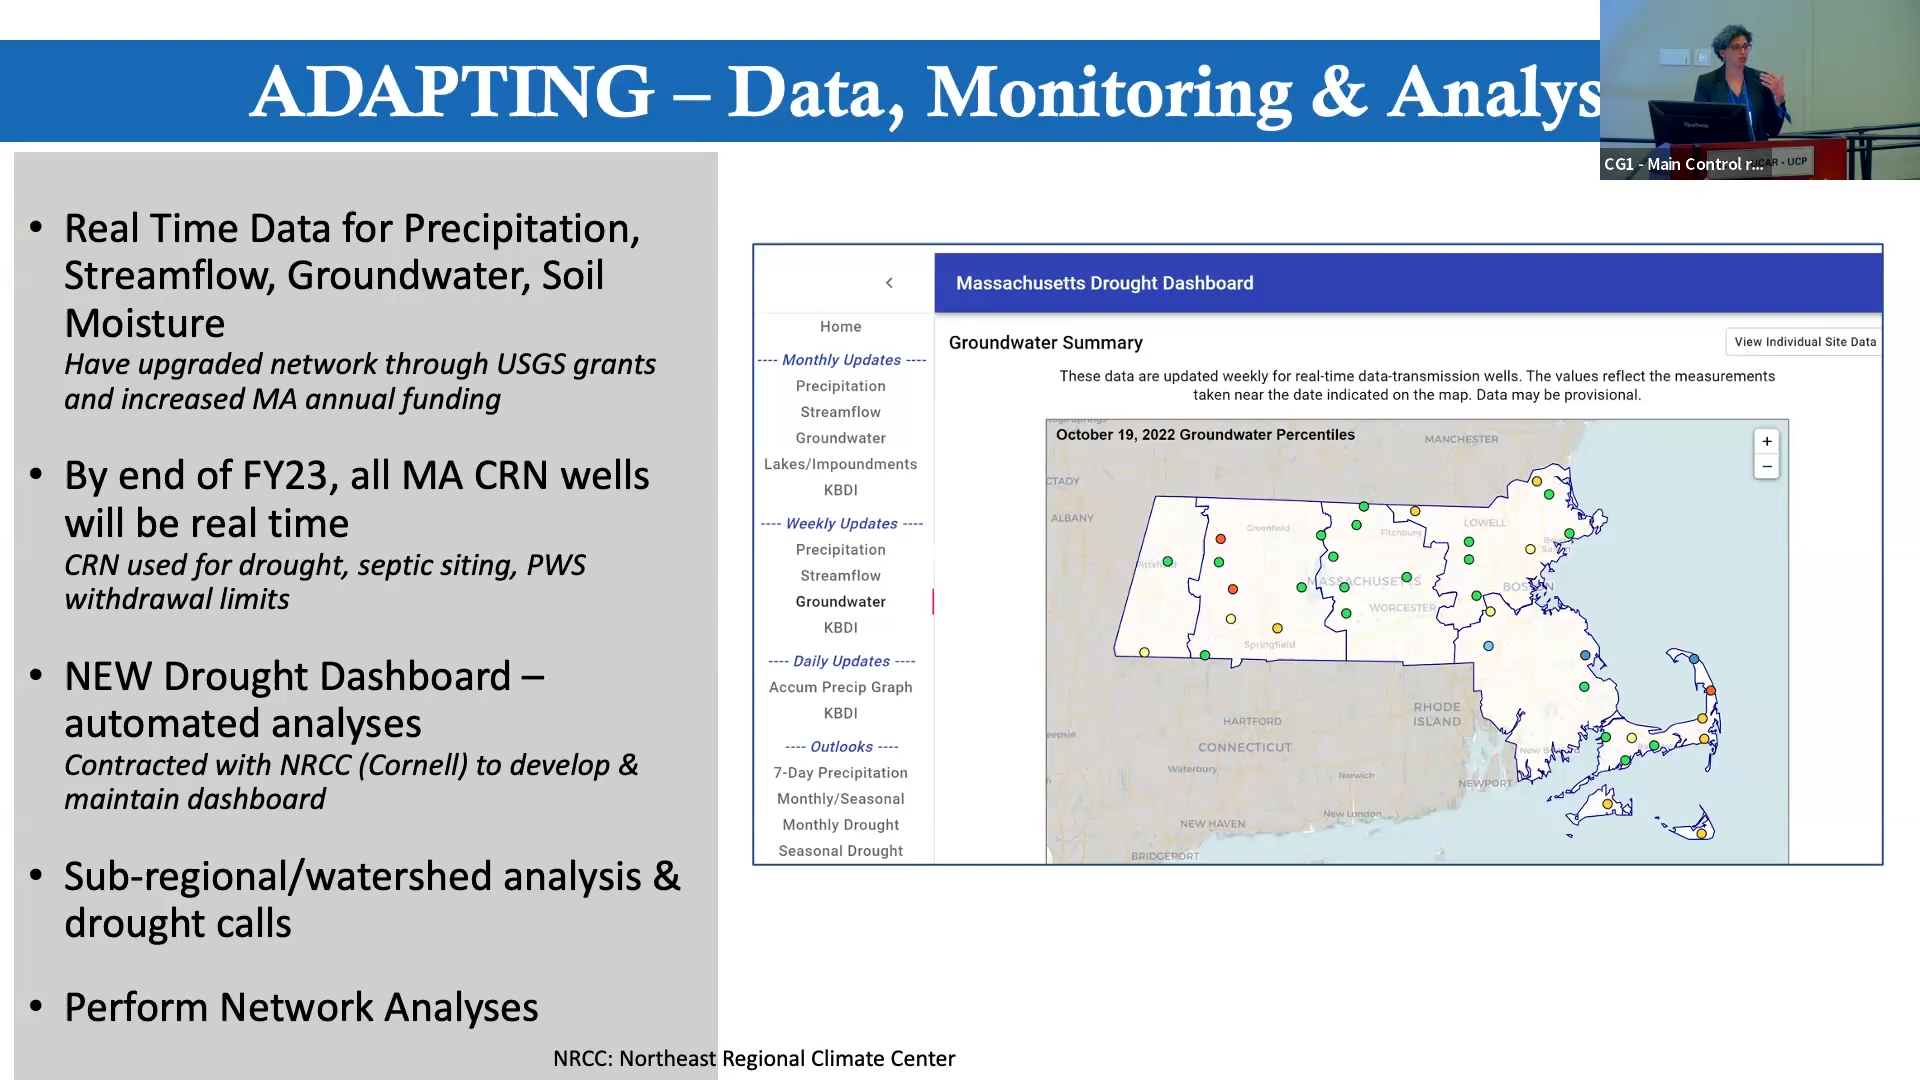 ADAPTING – Data, Monitoring & Analys
CG1 - Main Control r...
UCAR • UCP
• Real Time Data for Precipitation,
Streamflow, Groundwater, Soil
Moisture
Have upgraded network through USGS grants
and increased MA annual funding
• By end of FY23, all MA CRN wells
will be real time
CRN used for drought, septic siting, PWS
withdrawal limits
• NEW Drought Dashboard –
automated analyses
Contracted with NRCC (Cornell) to develop &
maintain dashboard
• Sub-regional/watershed analysis &
drought calls
• Perform Network Analyses
NRCC: Northeast Regional Climate Center
Massachusetts Drought Dashboard
Home
---- Monthly Updates ----
Precipitation
Streamflow
Groundwater
Lakes/Impoundments
KBDI
---- Weekly Updates ----
Precipitation
Streamflow
Groundwater
KBDI
---- Daily Updates ----
Accum Precip Graph
KBDI
---- Outlooks ----
7-Day Precipitation
Monthly/Seasonal
Monthly Drought
Seasonal Drought
Groundwater Summary
View Individual Site Data
These data are updated weekly for real-time data-transmission wells. The values reflect the measurements
taken near the date indicated on the map. Data may be provisional.
October 19, 2022 Groundwater Percentiles
+
−
MANCHESTER
CTADY
ALBANY
Greenfield
Fitchburg
LOWELL
Pittsfield
MASSACHUSETTS
BOSTON
WORCESTER
Springfield
RHODE
ISLAND
HARTFORD
CONNECTICUT
eepsie
Waterbury
Norwich
NEWPORT
New London
NEW HAVEN
BRIDGEPORT